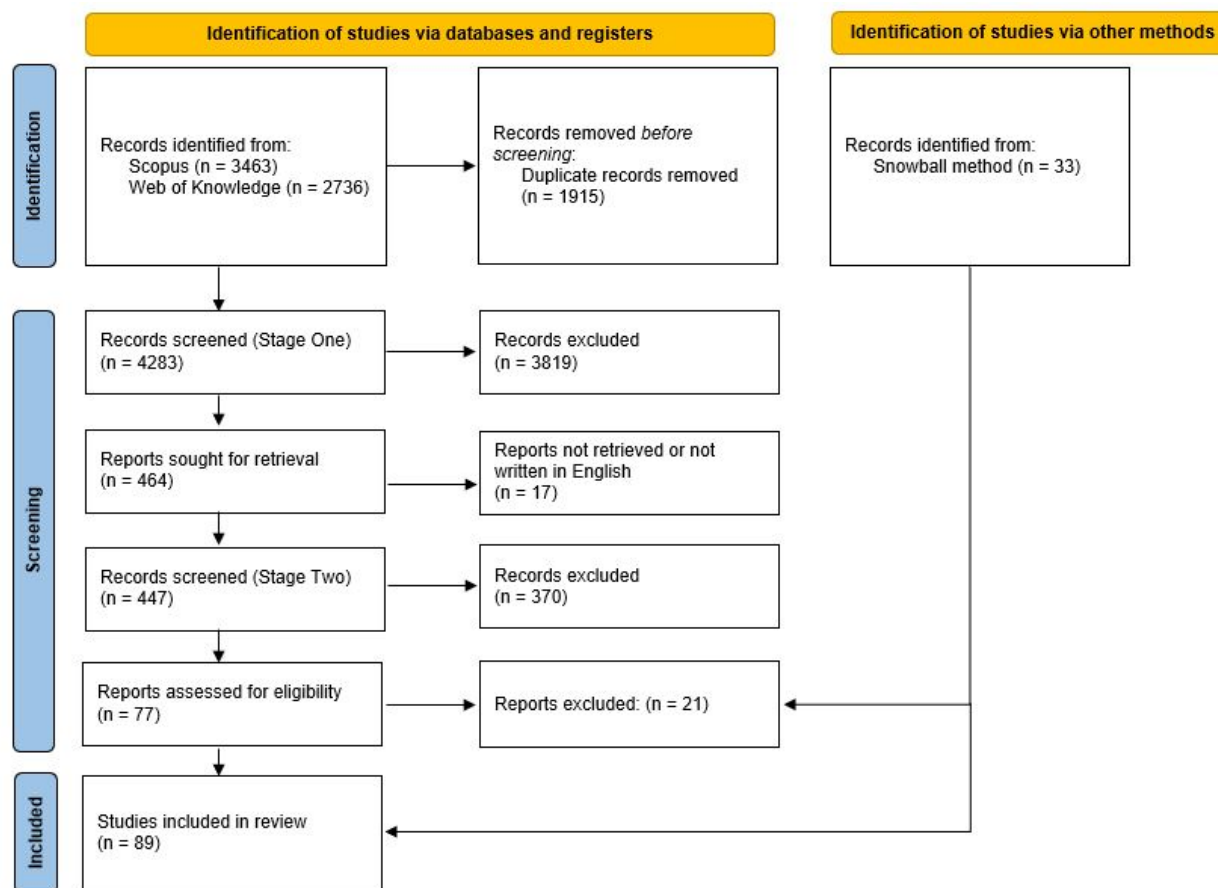 Identification of studies via databases and registers
Identification of studies via other methods
Identification
Records identified from:
Scopus (n = 3463)
Web of Knowledge (n = 2736)
Records removed before
screening:
Duplicate records removed
(n = 1915)
Records identified from:
Snowball method (n = 33)
Screening
Records screened (Stage One)
(n = 4283)
Records excluded
(n = 3819)
Reports sought for retrieval
(n = 464)
Reports not retrieved or not
written in English
(n = 17)
Records screened (Stage Two)
(n = 447)
Records excluded
(n = 370)
Reports assessed for eligibility
(n = 77)
Reports excluded: (n = 21)
Included
Studies included in review
(n = 89)